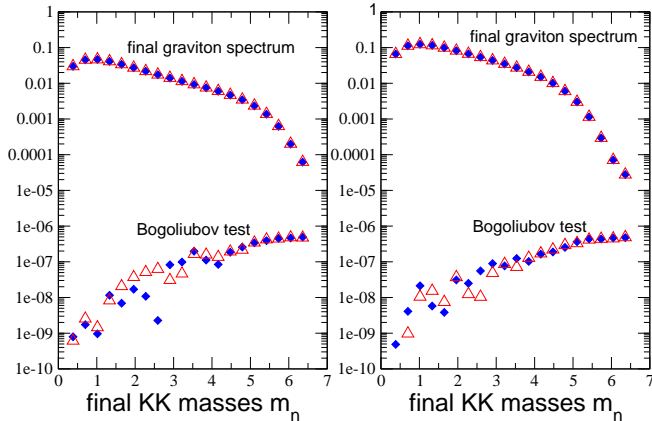 1
0.1
0.01
0.001
0.0001
1e-05
1e-06
1e-07
1e-08
1e-09
1e-10
final graviton spectrum
Bogoliubov test
0 1 2 3 4 5 6 7
final KK masses m_n
1
0.1
0.01
0.001
0.0001
1e-05
1e-06
1e-07
1e-08
1e-09
1e-10
final graviton spectrum
Bogoliubov test
0 1 2 3 4 5 6 7
final KK masses m_n